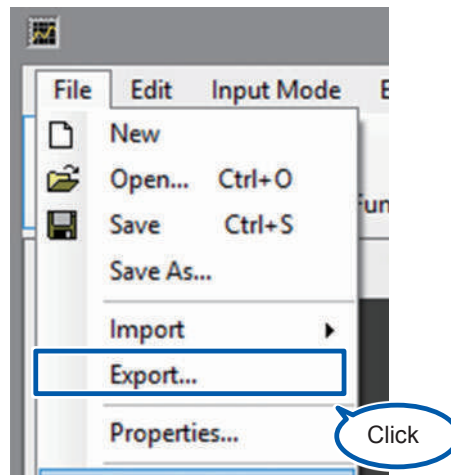 File Edit Input Mode
New
Open... Ctrl+O
Save Ctrl+S
Save As...
Import
Export...
Properties...
Click